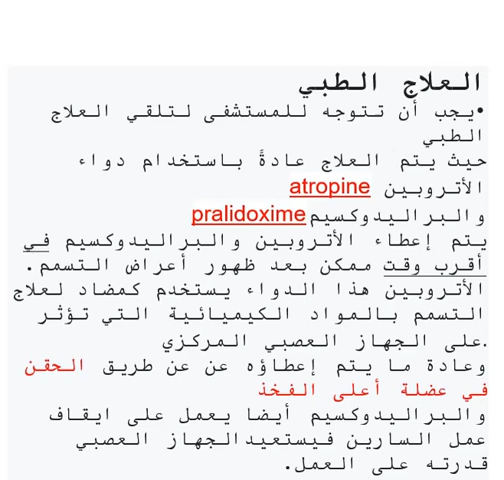 العلاج الطبي
•يجب أن تتوجه للمستشفى لتلقي العلاج
الطبي
حيث يتم العلاج عادةً باستخدام دواء
الأتروبين atropine
والبراليدوكسيم pralidoxime
يتم إعطاء الأتروبين والبراليدوكسيم في
أقرب وقت ممكن بعد ظهور أعراض التسمم.
الأتروبين هذا الدواء يستخدم كمضاد لعلاج
التسمم بالمواد الكيميائية التي تؤثر
على الجهاز العصبي المركزي.
وعادة ما يتم إعطاؤه عن عن طريق الحقن
في عضلة أعلى الفخذ
والبراليدوكسيم أيضا يعمل على ايقاف
عمل السارين فيستعيدالجهاز العصبي
قدرته على العمل.